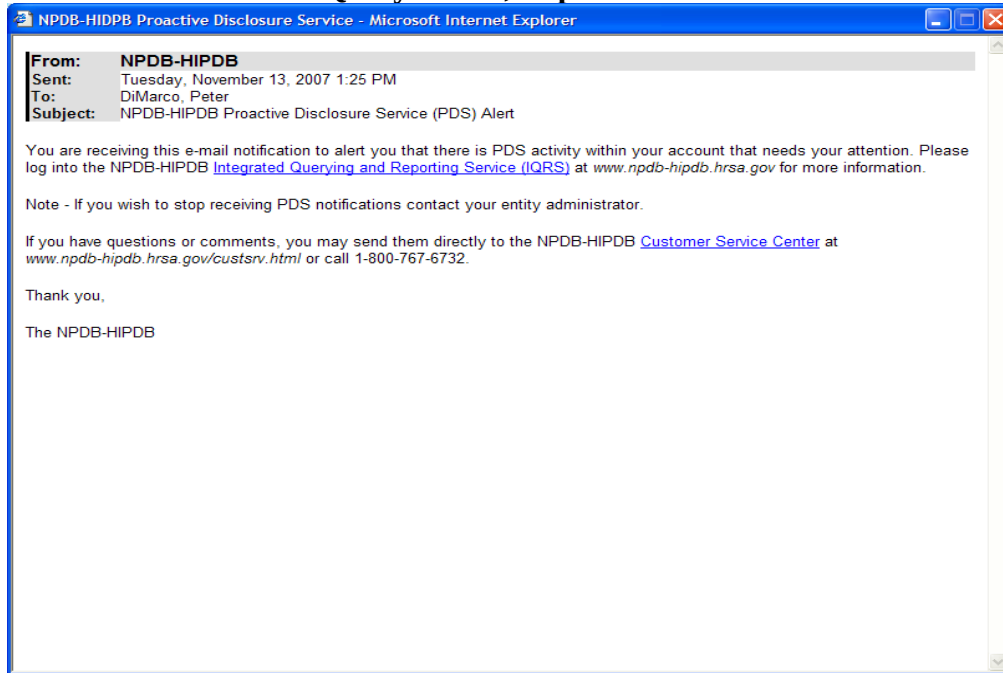 NPDB-HIDPB Proactive Disclosure Service - Microsoft Internet Explorer
From: NPDB-HIPDB
Sent: Tuesday, November 13, 2007 1:25 PM
To: DiMarco, Peter
Subject: NPDB-HIPDB Proactive Disclosure Service (PDS) Alert
You are receiving this e-mail notification to alert you that there is PDS activity within your account that needs your attention. Please
log into the NPDB-HIPDB Integrated Querying and Reporting Service (IQRS) at www.npdb-hipdb.hrsa.gov for more information.
Note - If you wish to stop receiving PDS notifications contact your entity administrator.
If you have questions or comments, you may send them directly to the NPDB-HIPDB Customer Service Center at
www.npdb-hipdb.hrsa.gov/custsrv.html or call 1-800-767-6732.
Thank you,
The NPDB-HIPDB